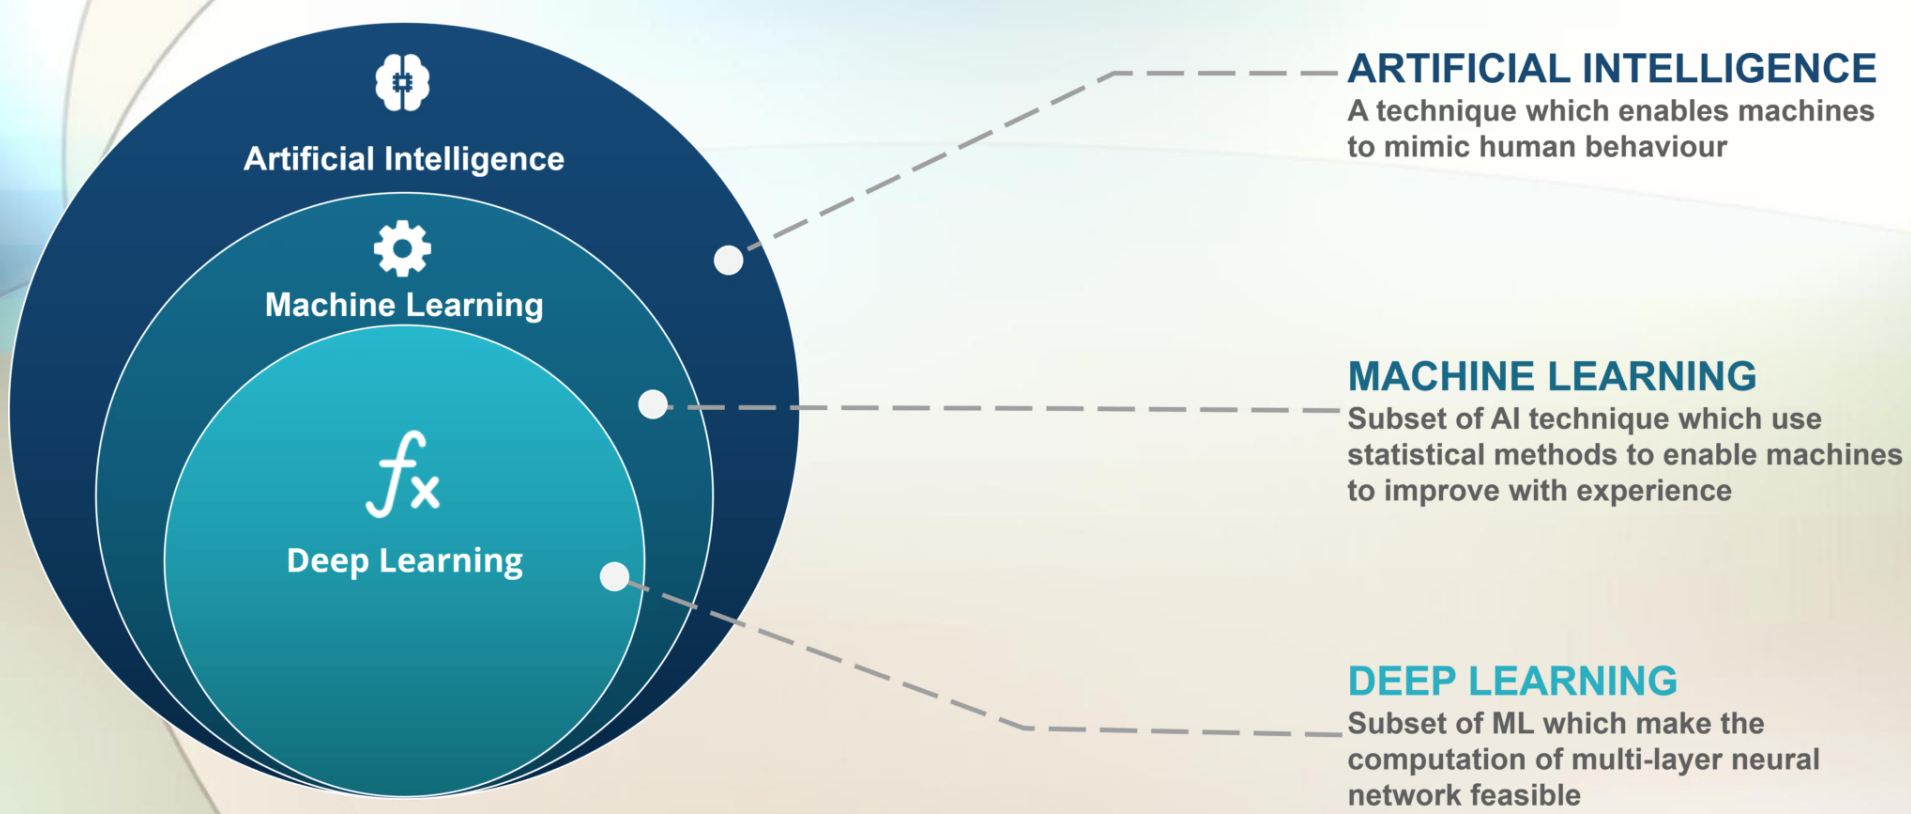 Artificial Intelligence
Machine Learning
fx
Deep Learning
ARTIFICIAL INTELLIGENCE
A technique which enables machines
to mimic human behaviour
MACHINE LEARNING
Subset of AI technique which use
statistical methods to enable machines
to improve with experience
DEEP LEARNING
Subset of ML which make the
computation of multi-layer neural
network feasible